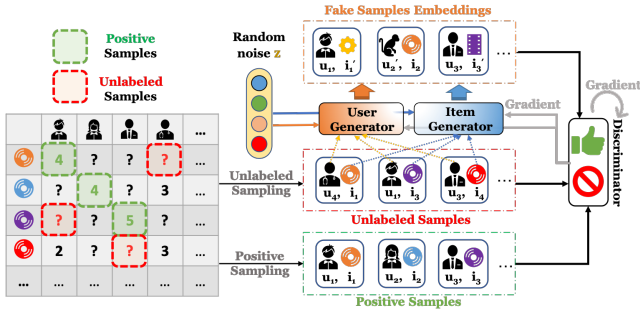 Positive
Samples
Unlabeled
Samples
...
4 ? ? ? ...
? 4 ? 3 ...
? ? 5 ? ...
2 ? ? 3 ...
... ... ... ... ... ...
Random
noise z
Fake Samples Embeddings
u₁, i₁′
u₂′, i₂
u₃, i₃′
...
User
Generator
Item
Generator
Gradient
Gradient
Discriminator
Unlabeled
Sampling
u₄, i₁
u₁, i₃
u₃, i₄
...
Unlabeled Samples
Positive
Sampling
u₁, i₁
u₂, i₂
u₃, i₃
...
Positive Samples